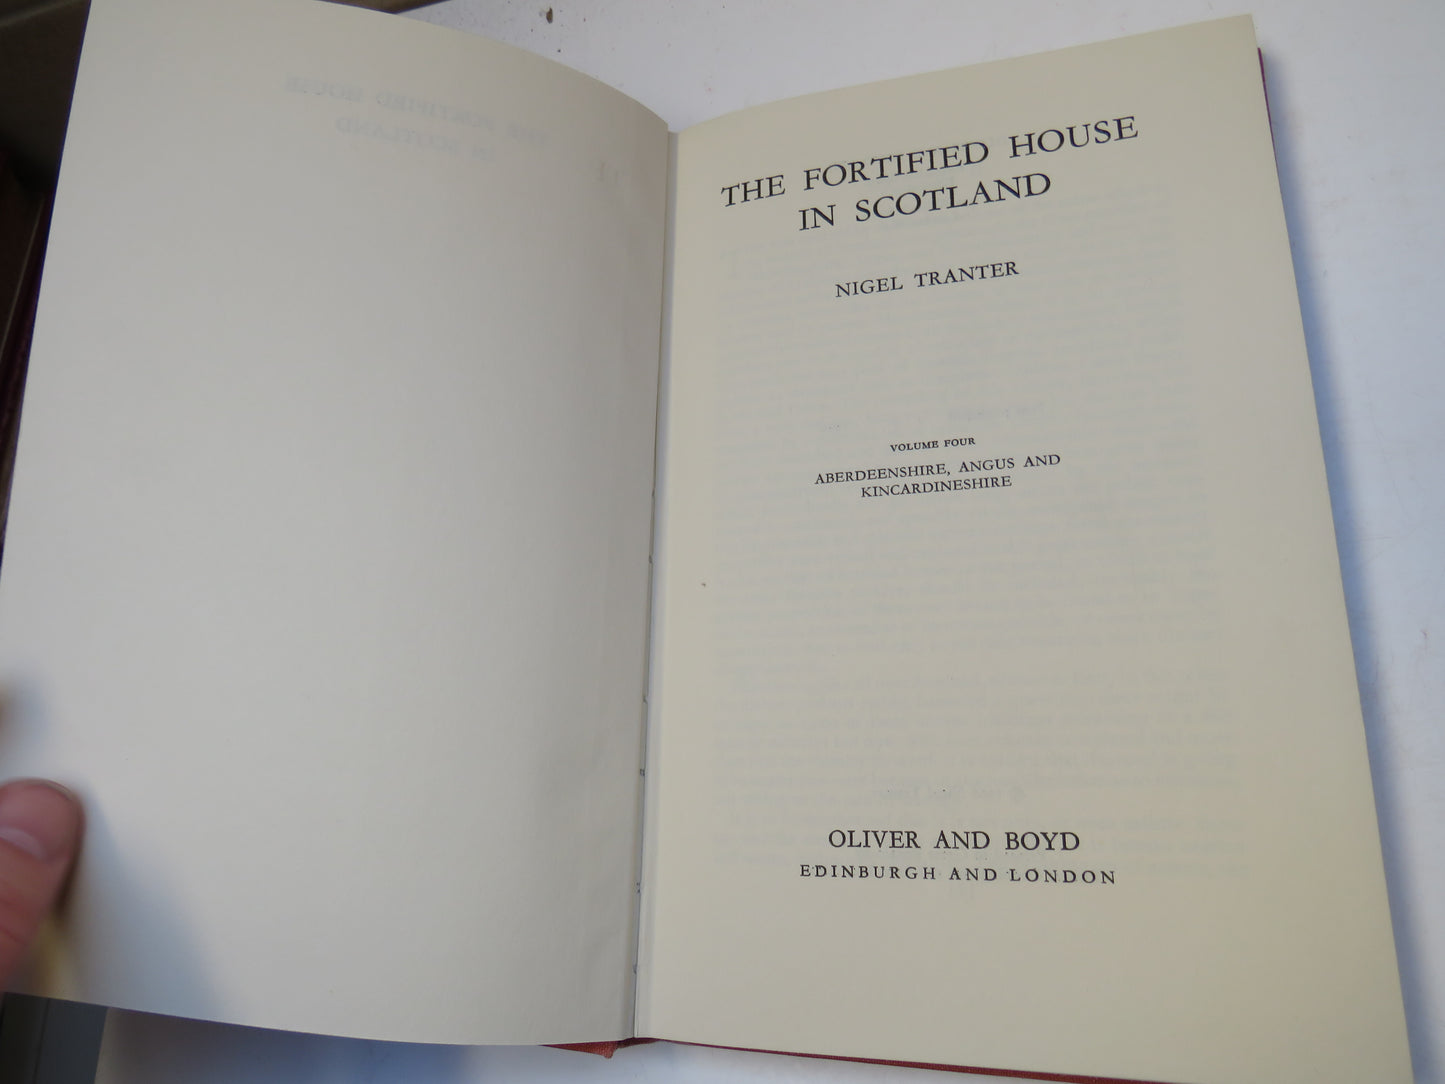 THE FORTIFIED HOUSE
IN SCOTLAND
NIGEL TRANTER
VOLUME FOUR
ABERDEENSHIRE, ANGUS AND
KINCARDINESHIRE
OLIVER AND BOYD
EDINBURGH AND LONDON